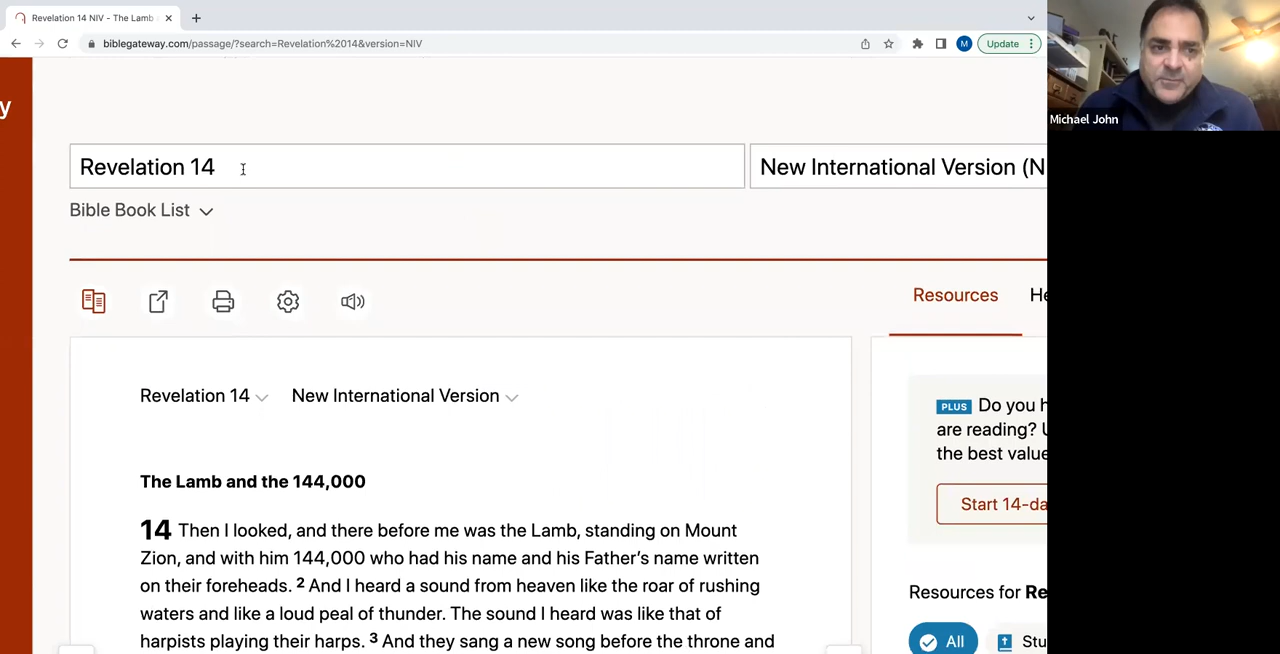 Revelation 14 NIV - The Lamb
biblegateway.com/passage/?search=Revelation%2014&version=NIV
M
Update
Michael John
y
Revelation 14
New International Version (N
Bible Book List
Resources
He
Revelation 14
New International Version
PLUS Do you h
are reading? U
the best value
Start 14-da
The Lamb and the 144,000
14 Then I looked, and there before me was the Lamb, standing on Mount
Zion, and with him 144,000 who had his name and his Father’s name written
on their foreheads. 2 And I heard a sound from heaven like the roar of rushing
waters and like a loud peal of thunder. The sound I heard was like that of
harpists playing their harps. 3 And they sang a new song before the throne and
Resources for Re
All
Stu